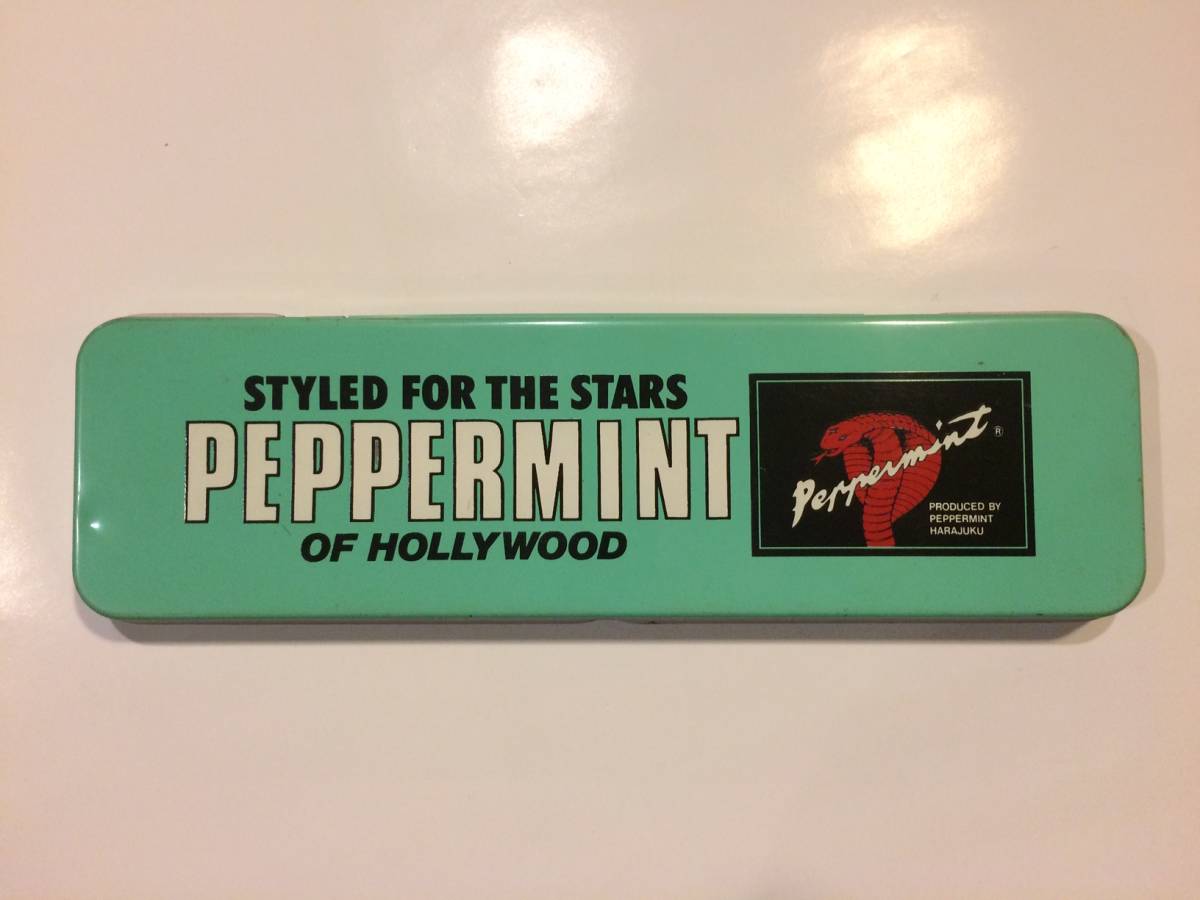 STYLED FOR THE STARS
PEPPERMINT
OF HOLLYWOOD
Peppermint®
PRODUCED BY
PEPPERMINT
HARAJUKU